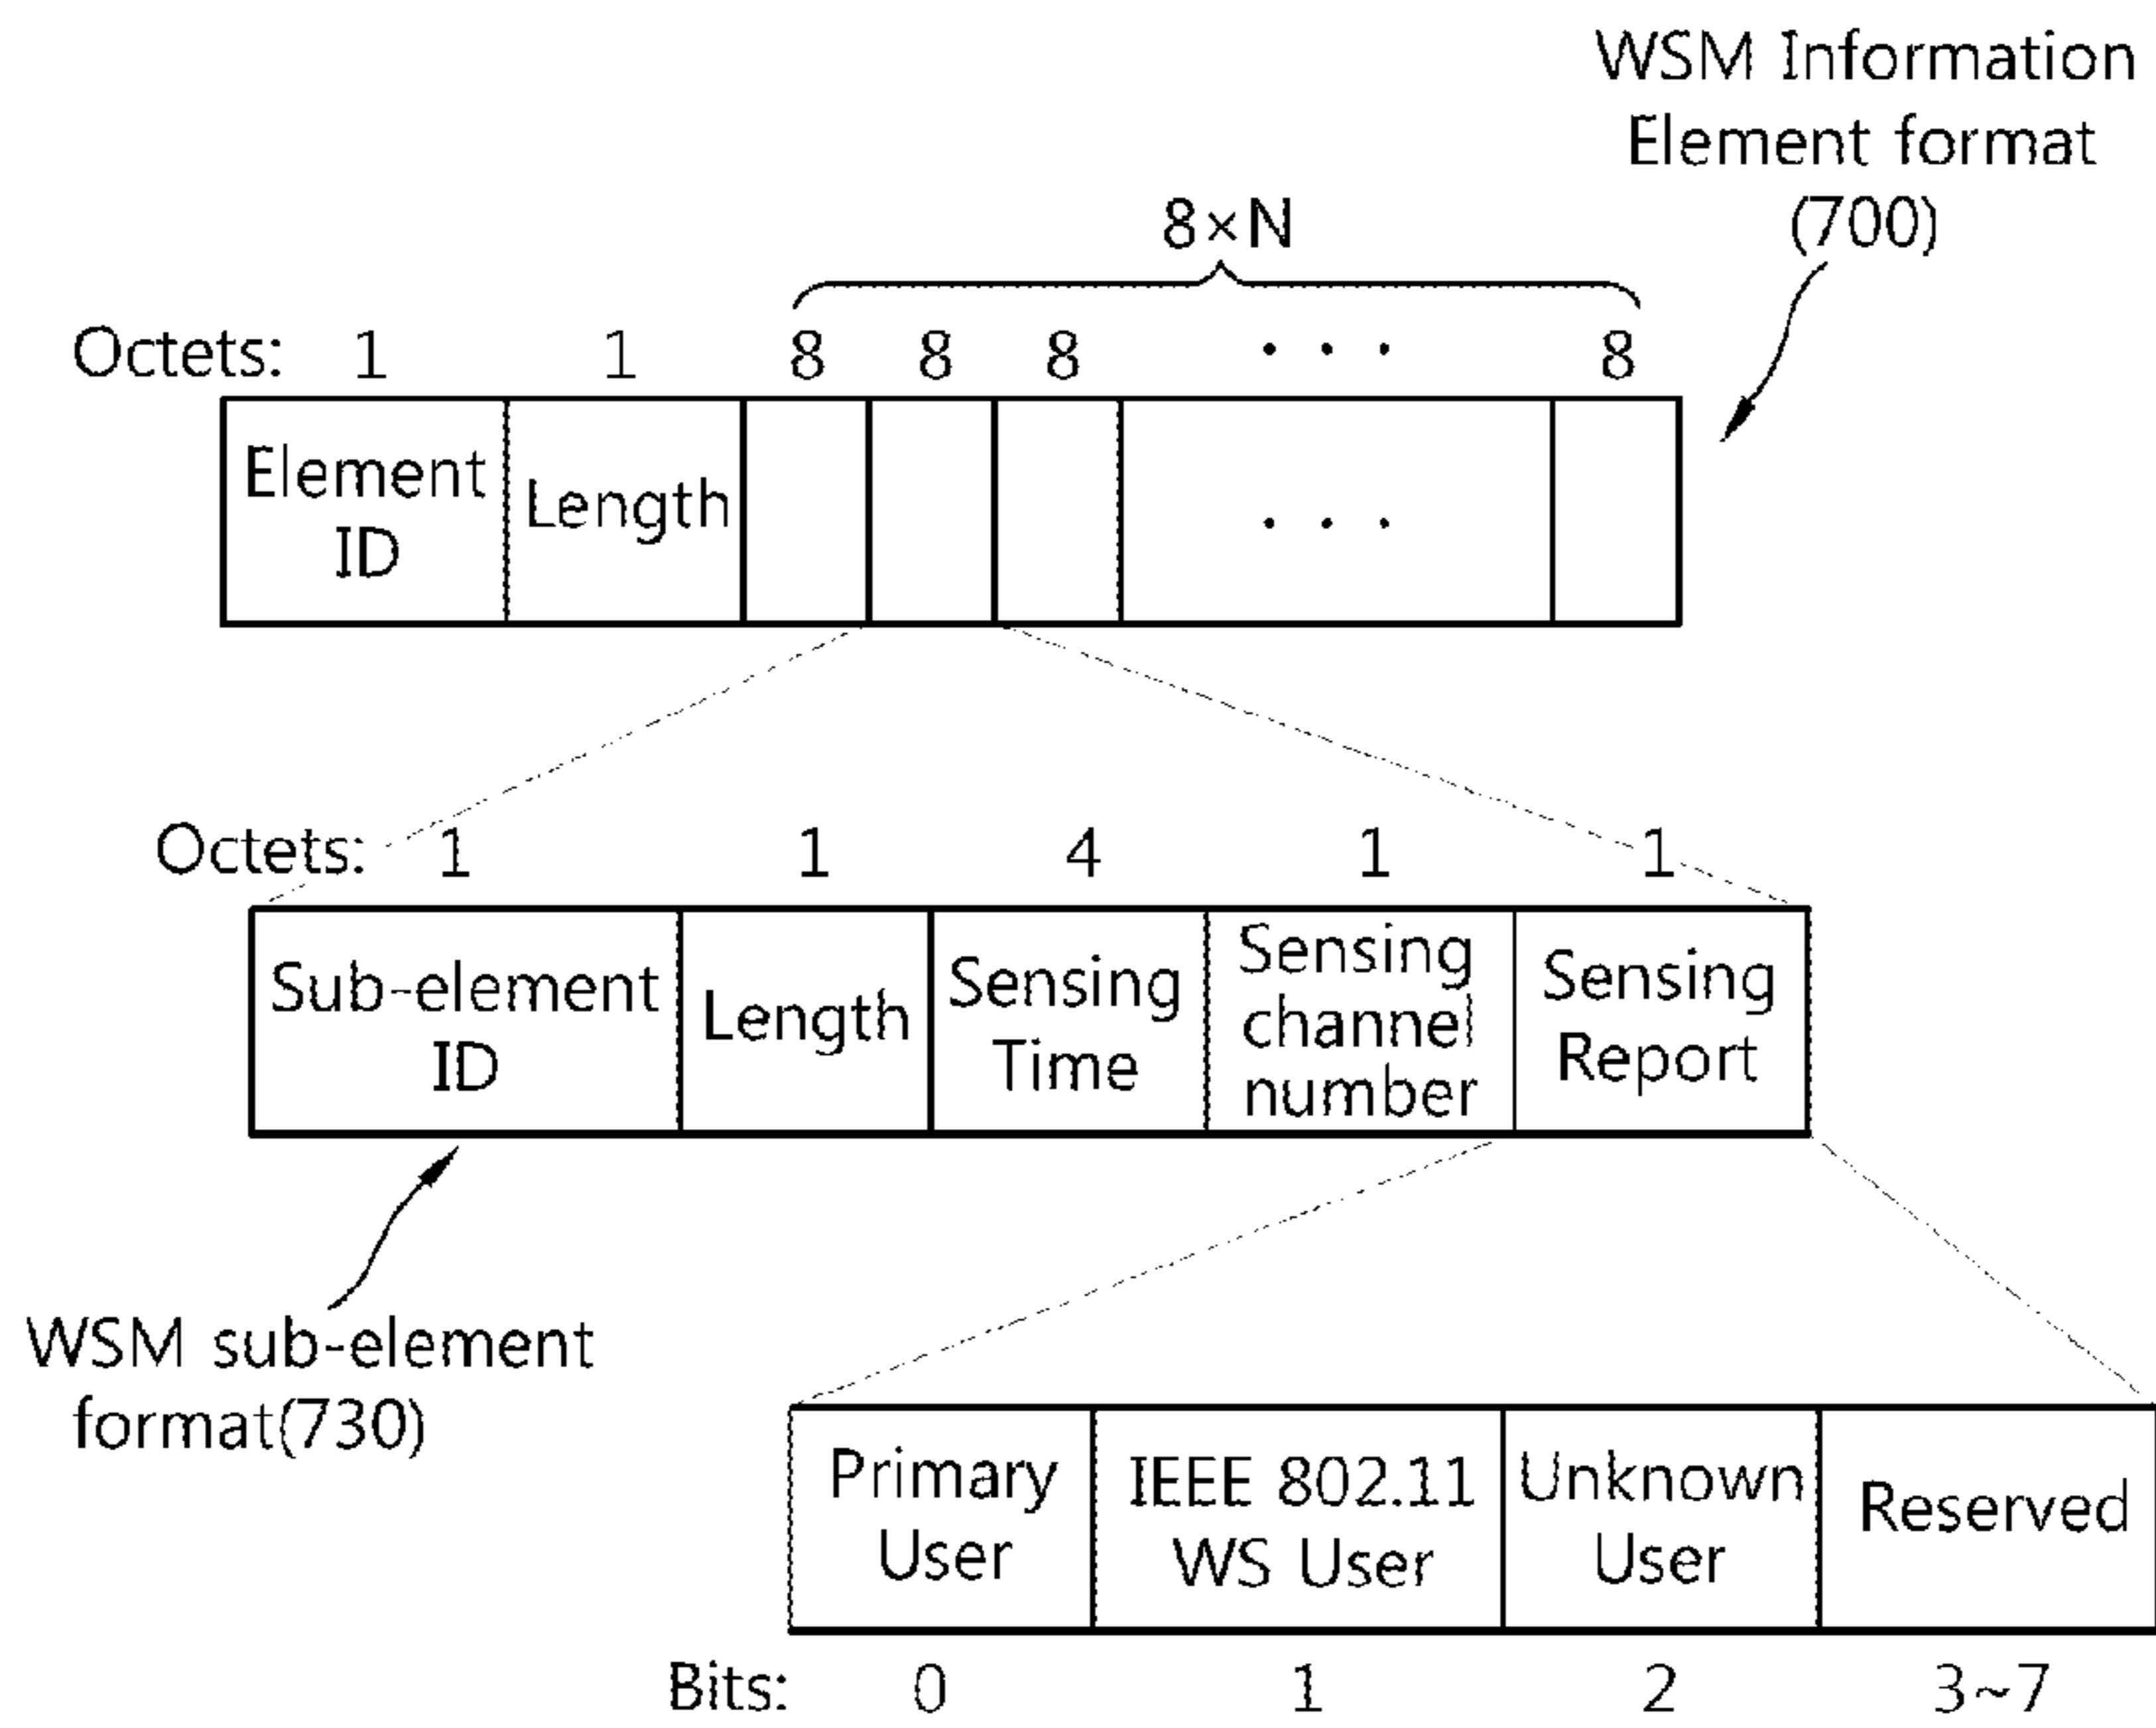 WSM Information
Element format
(700)
8×N
Octets: 1 1 8 8 8 . . . 8
Element
ID
Length
. . .
Octets: 1 1 4 1 1
Sub-element
ID
Length
Sensing
Time
Sensing
channel
number
Sensing
Report
WSM sub-element
format(730)
Primary
User
IEEE 802.11
WS User
Unknown
User
Reserved
Bits: 0 1 2 3~7